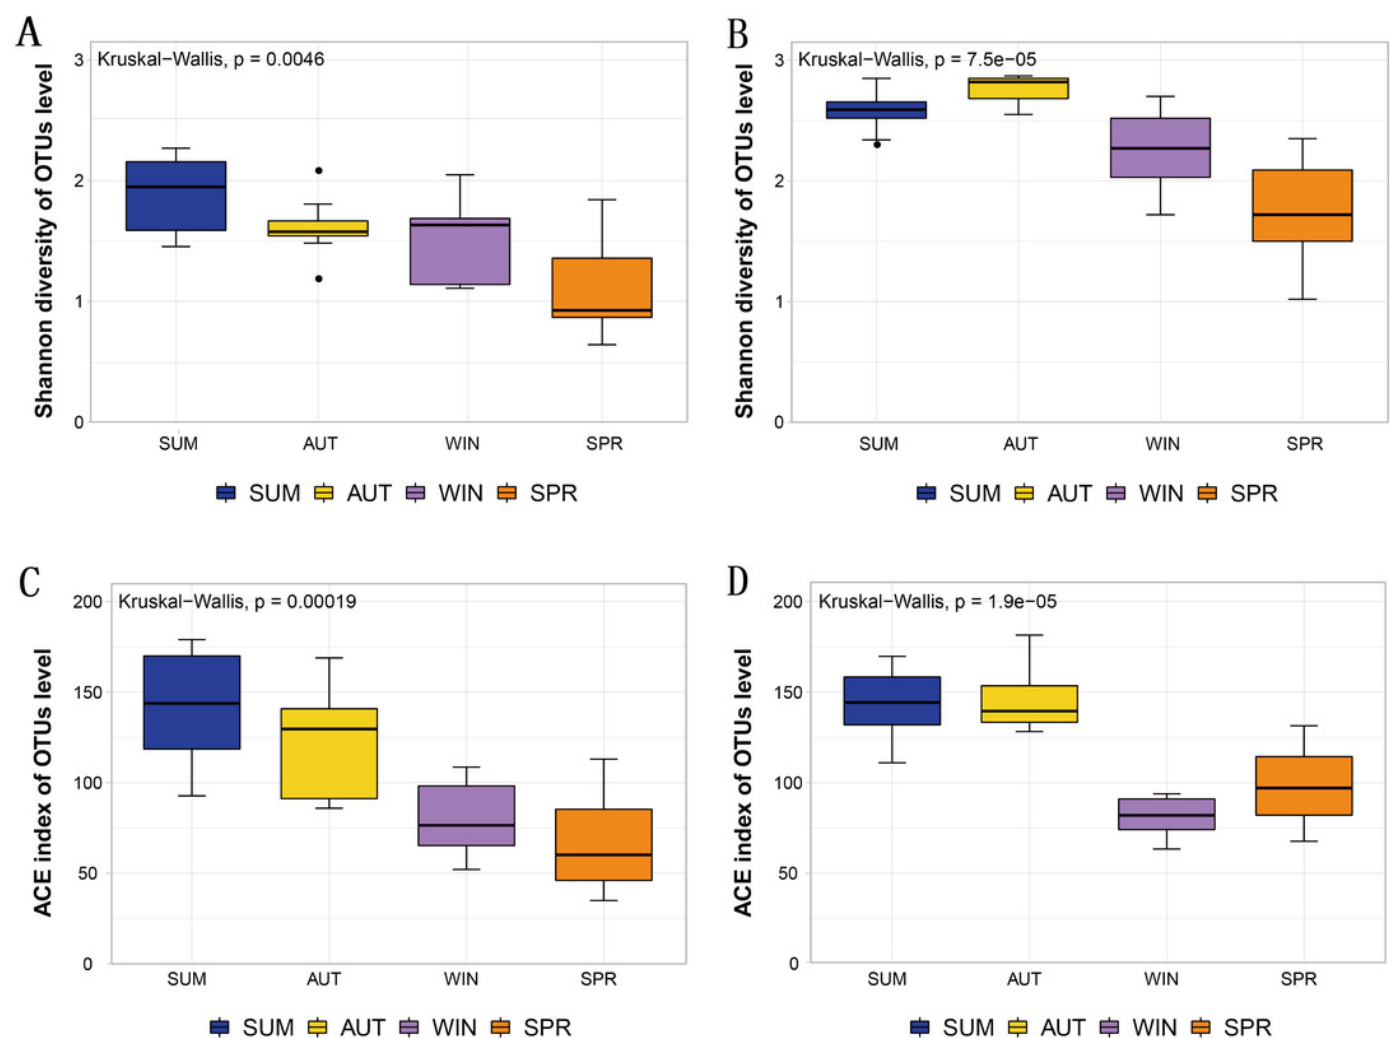 A
Kruskal-Wallis, p = 0.0046
Shannon diversity of OTUs level
3
2
1
0
SUM AUT WIN SPR
SUM AUT WIN SPR
B
Kruskal-Wallis, p = 7.5e-05
Shannon diversity of OTUs level
3
2
1
0
SUM AUT WIN SPR
SUM AUT WIN SPR
C
Kruskal-Wallis, p = 0.00019
ACE index of OTUs level
200
150
100
50
0
SUM AUT WIN SPR
SUM AUT WIN SPR
D
Kruskal-Wallis, p = 1.9e-05
ACE index of OTUs level
200
150
100
50
0
SUM AUT WIN SPR
SUM AUT WIN SPR